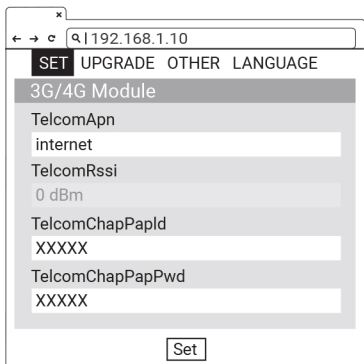 192.168.1.10
SET UPGRADE OTHER LANGUAGE
3G/4G Module
TelcomApn
internet
TelcomRssi
0 dBm
TelcomChapPapId
XXXXX
TelcomChapPapPwd
XXXXX
Set